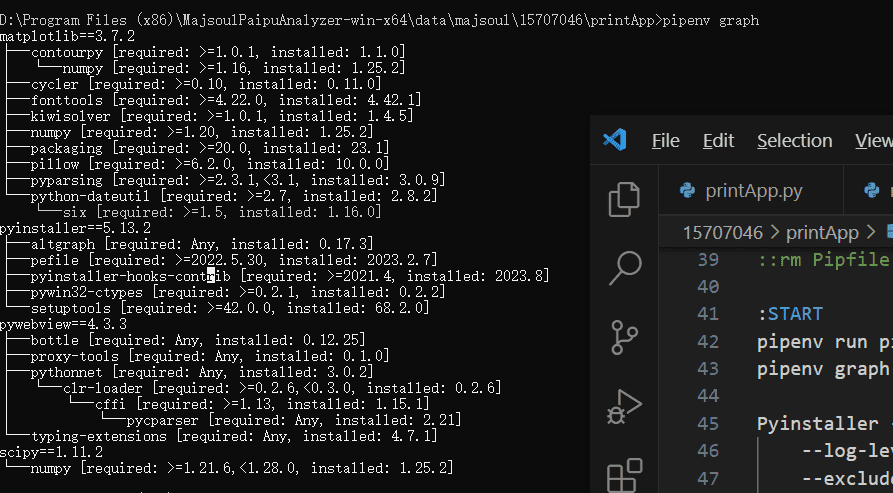 D:\Program Files (x86)\MajsoulPaipuAnalyzer-win-x64\data\majsoul\15707046\printApp>pipenv graph
matplotlib==3.7.2
├──contourpy [required: >=1.0.1, installed: 1.1.0]
│  └──numpy [required: >=1.16, installed: 1.25.2]
├──cycler [required: >=0.10, installed: 0.11.0]
├──fonttools [required: >=4.22.0, installed: 4.42.1]
├──kiwisolver [required: >=1.0.1, installed: 1.4.5]
├──numpy [required: >=1.20, installed: 1.25.2]
├──packaging [required: >=20.0, installed: 23.1]
├──pillow [required: >=6.2.0, installed: 10.0.0]
├──pyparsing [required: >=2.3.1,<3.1, installed: 3.0.9]
└──python-dateutil [required: >=2.7, installed: 2.8.2]
   └──six [required: >=1.5, installed: 1.16.0]
pyinstaller==5.13.2
├──altgraph [required: Any, installed: 0.17.3]
├──pefile [required: >=2022.5.30, installed: 2023.2.7]
├──pyinstaller-hooks-contrib [required: >=2021.4, installed: 2023.8]
├──pywin32-ctypes [required: >=0.2.1, installed: 0.2.2]
└──setuptools [required: >=42.0.0, installed: 68.2.0]
pywebview==4.3.3
├──bottle [required: Any, installed: 0.12.25]
├──proxy-tools [required: Any, installed: 0.1.0]
├──pythonnet [required: Any, installed: 3.0.2]
│  └──clr-loader [required: >=0.2.6,<0.3.0, installed: 0.2.6]
│     └──cffi [required: >=1.13, installed: 1.15.1]
│        └──pycparser [required: Any, installed: 2.21]
└──typing-extensions [required: Any, installed: 4.7.1]
scipy==1.11.2
└──numpy [required: >=1.21.6,<1.28.0, installed: 1.25.2]
File Edit Selection View
printApp.py
15707046 > printApp >
39 ::rm Pipfile
40
41 :START
42 pipenv run
43 pipenv graph
44
45 Pyinstaller
46 --log-lev
47 --exclude